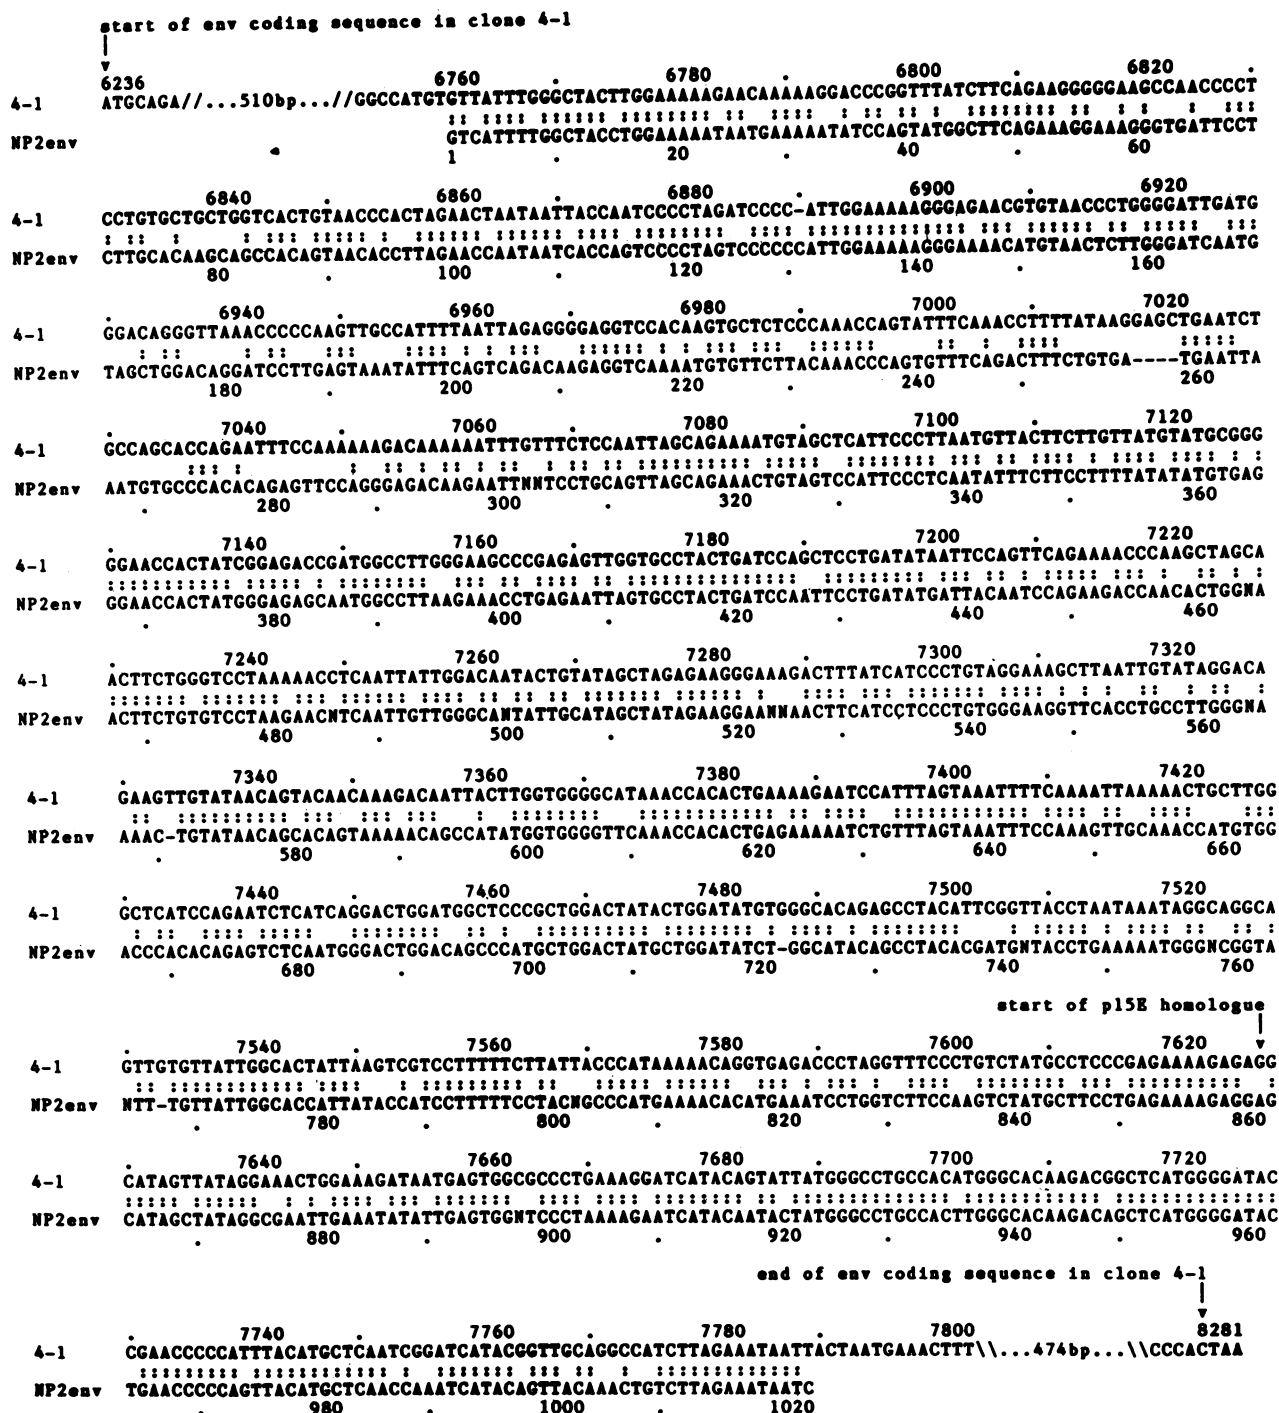 start of env coding sequence in clone 4-1
6236 6760 . 6780 . 6800 . 6820 .
4-1 ATGCAGA//...510bp...//GGCCATGTGTTATTTGGGCTACTTGGAAAAAGAACAAAAAGGACCCGGTTTATCTTCAGAAGGGGGAAGCCAACCCCT
NP2env GTCATTTTGGCTACCTGGAAAAATAATGAAAAATATCCAGTATGGCTTCAGAAAGGAAAGGGTGATTCCT
1 . 20 . 40 . 60 .
6840 . 6860 . 6880 . 6900 . 6920
4-1 CCTGTGCTGCTGGTCACTGTAACCCACTAGAACTAATAATTACCAATCCCCTAGATCCCC-ATTGGAAAAAGGGAGAACGTGTAACCCTGGGGATTGATG
NP2env CTTGCACAAGCAGCCACAGTAACACCTTAGAACCAATAATCACCAGTCCCCTAGTCCCCCCATTGGAAAAAGGGAAAACATGTAACTCTTGGGATCAATG
80 . 100 . 120 . 140 . 160
. 6940 . 6960 . 6980 . 7000 . 7020
4-1 GGACAGGGTTAAACCCCCAAGTTGCCATTTTAATTAGAGGGGAGGTCCACAAGTGCTCTCCCAAACCAGTATTTCAAACCTTTTATAAGGAGCTGAATCT
NP2env TAGCTGGACAGGATCCTTGAGTAAATATTTCAGTCAGACAAGAGGTCAAAATGTGTTCTTACAAACCCAGTGTTTCAGACTTTCTGTGA----TGAATTA
180 . 200 . 220 . 240 . 260
. 7040 . 7060 . 7080 . 7100 . 7120
4-1 GCCAGCACCAGAATTTCCAAAAAAGACAAAAAATTTGTTTCTCCAATTAGCAGAAAATGTAGCTCATTCCCTTAATGTTACTTCTTGTTATGTATGCGGG
NP2env AATGTGCCCACACAGAGTTCCAGGGAGACAAGAATTNNTCCTGCAGTTAGCAGAAACTGTAGTCCATTCCCTCAATATTTCTTCCTTTTATATATGTGAG
. 280 . 300 . 320 . 340 . 360
. 7140 . 7160 . 7180 . 7200 . 7220
4-1 GGAACCACTATCGGAGACCGATGGCCTTGGGAAGCCCGAGAGTTGGTGCCTACTGATCCAGCTCCTGATATAATTCCAGTTCAGAAAACCCAAGCTAGCA
NP2env GGAACCACTATGGGAGAGCAATGGCCTTAAGAAACCTGAGAATTAGTGCCTACTGATCCAATTCCTGATATGATTACAATCCAGAAGACCAACACTGGNA
. 380 . 400 . 420 . 440 . 460
. 7240 . 7260 . 7280 . 7300 . 7320
4-1 ACTTCTGGGTCCTAAAAACCTCAATTATTGGACAATACTGTATAGCTAGAGAAGGGAAAGACTTTATCATCCCTGTAGGAAAGCTTAATTGTATAGGACA
NP2env ACTTCTGTGTCCTAAGAACNTCAATTGTTGGGCANTATTGCATAGCTATAGAAGGAANNAACTTCATCCTCCCTGTGGGAAGGTTCACCTGCCTTGGGNA
. 480 . 500 . 520 . 540 . 560
. 7340 . 7360 . 7380 . 7400 . 7420
4-1 GAAGTTGTATAACAGTACAACAAAGACAATTACTTGGTGGGGCATAAACCACACTGAAAAGAATCCATTTAGTAAATTTTCAAAATTAAAAACTGCTTGG
NP2env AAAC-TGTATAACAGCACAGTAAAAACAGCCATATGGTGGGGTTCAAACCACACTGAGAAAAATCTGTTTAGTAAATTTCCAAAGTTGCAAACCATGTGG
. 580 . 600 . 620 . 640 . 660
. 7440 . 7460 . 7480 . 7500 . 7520
4-1 GCTCATCCAGAATCTCATCAGGACTGGATGGCTCCCGCTGGACTATACTGGATATGTGGGCACAGAGCCTACATTCGGTTACCTAATAAATAGGCAGGCA
NP2env ACCCACACAGAGTCTCAATGGGACTGGACAGCCCATGCTGGACTATGCTGGATATCT-GGCATACAGCCTACACGATGNTACCTGAAAAATGGGNCGGTA
. 680 . 700 . 720 . 740 . 760
start of p15E homologue
. 7540 . 7560 . 7580 . 7600 . 7620
4-1 GTTGTGTTATTGGCACTATTAAGTCGTCCTTTTTCTTATTACCCATAAAAACAGGTGAGACCCTAGGTTTCCCTGTCTATGCCTCCCGAGAAAAGAGAGG
NP2env NTT-TGTTATTGGCACCATTATACCATCCTTTTTCCTACNGCCCATGAAAACACATGAAATCCTGGTCTTCCAAGTCTATGCTTCCTGAGAAAAGAGGAG
. 780 . 800 . 820 . 840 . 860
. 7640 . 7660 . 7680 . 7700 . 7720
4-1 CATAGTTATAGGAAACTGGAAAGATAATGAGTGGCGCCCTGAAAGGATCATACAGTATTATGGGCCTGCCACATGGGCACAAGACGGCTCATGGGGATAC
NP2env CATAGCTATAGGCGAATTGAAATATATTGAGTGGNTCCCTAAAAGAATCATACAATACTATGGGCCTGCCACTTGGGCACAAGACAGCTCATGGGGATAC
. 880 . 900 . 920 . 940 . 960
end of env coding sequence in clone 4-1
. 7740 . 7760 . 7780 . 7800 8281
4-1 CGAACCCCCATTTACATGCTCAATCGGATCATACGGTTGCAGGCCATCTTAGAAATAATTACTAATGAAACTTT\\...474bp...\\CCCACTAA
NP2env TGAACCCCCAGTTACATGCTCAACCAAATCATACAGTTACAAACTGTCTTAGAAATAATC
. 980 . 1000 . 1020